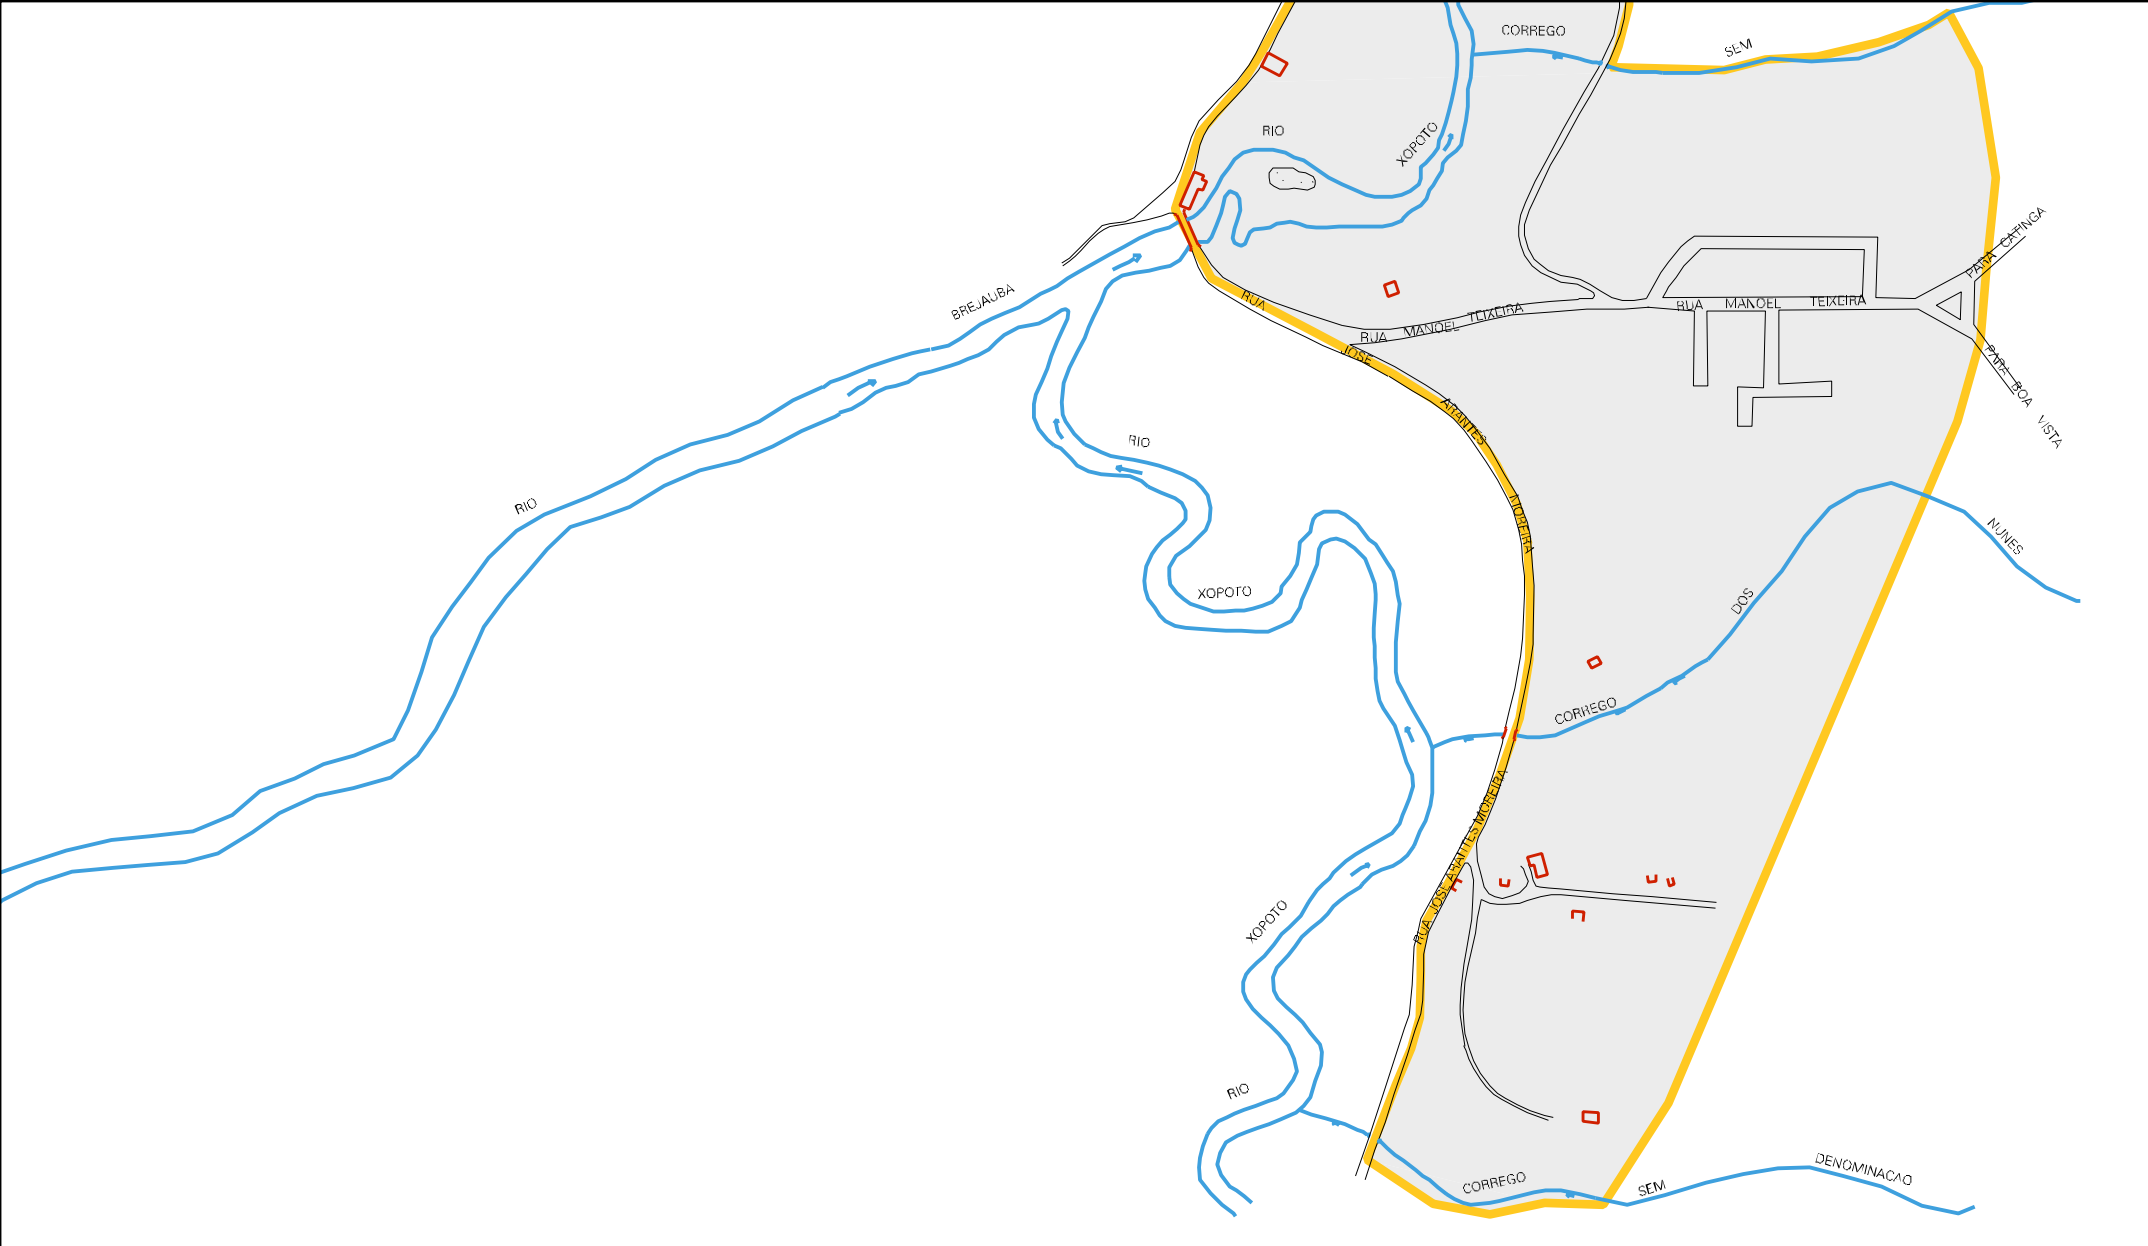 CORREGO
SEM
RIO
XOPOTO
PARA CATINGA
BREJAUBA
RUA
RUA MANOEL TEIXEIRA
RUA MANOEL TEIXEIRA
JOSE
ARANTES
MOREIRA
PARA BOA VISTA
RIO
RIO
NUNES
XOPOTO
DOS
CORREGO
RUA JOSE ARANTES MOREIRA
XOPOTO
RIO
CORREGO
SEM
DENOMINACAO